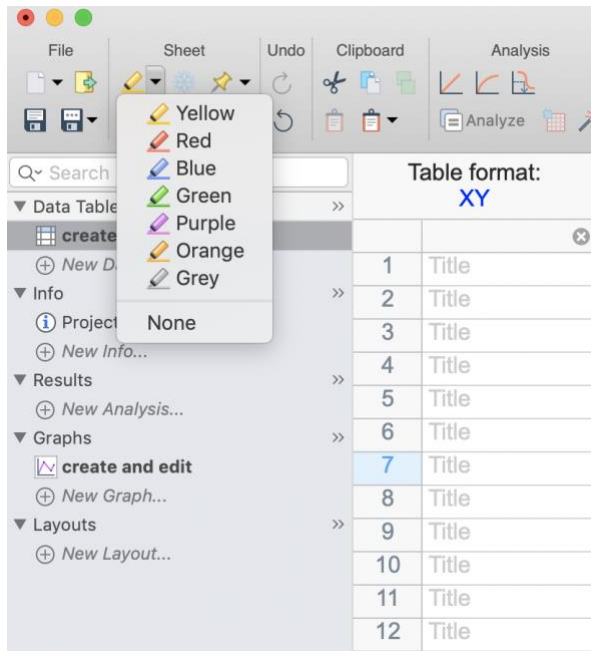 File Sheet Undo Clipboard Analysis
Analyze
Yellow
Red
Blue
Green
Purple
Orange
Grey
None
Search
Data Table
create
New D
Info
Project
New Info...
Results
New Analysis...
Graphs
create and edit
New Graph...
Layouts
New Layout...
Table format:
XY
1 Title
2 Title
3 Title
4 Title
5 Title
6 Title
7 Title
8 Title
9 Title
10 Title
11 Title
12 Title